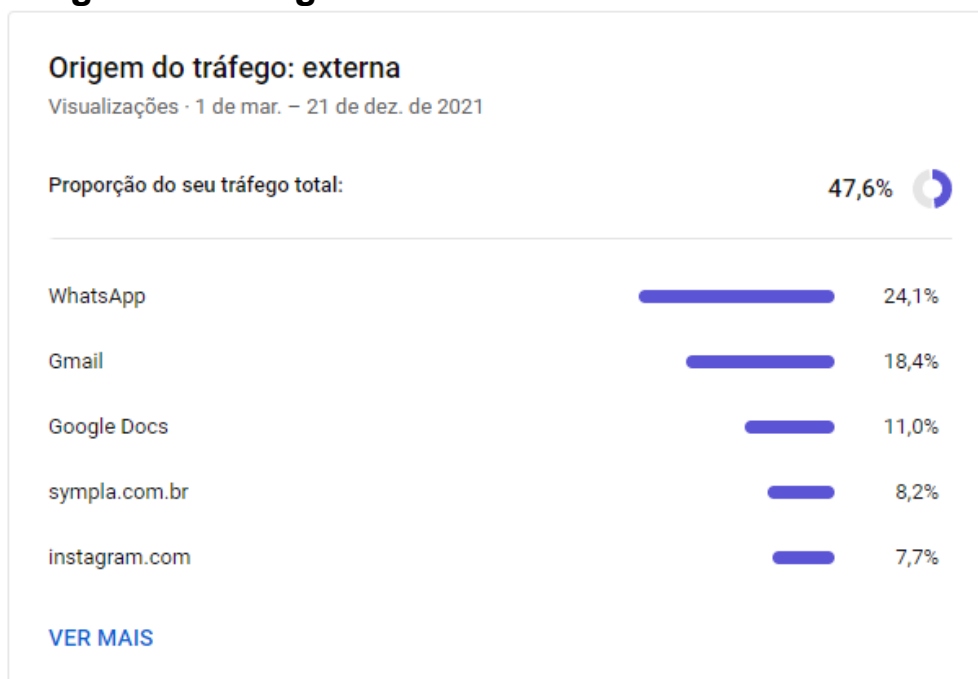 Origem do tráfego: externa
Visualizações · 1 de mar. – 21 de dez. de 2021
Proporção do seu tráfego total: 47,6%
WhatsApp 24,1%
Gmail 18,4%
Google Docs 11,0%
sympla.com.br 8,2%
instagram.com 7,7%
VER MAIS